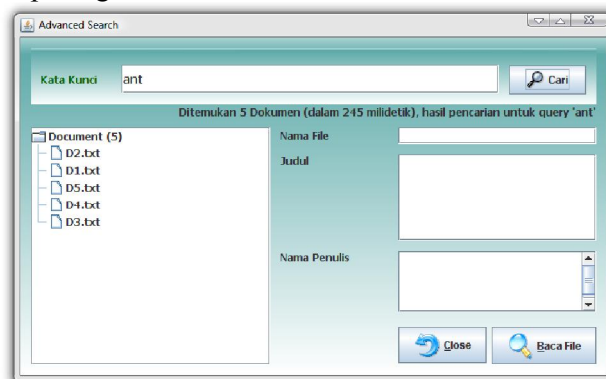 Advanced Search
Kata Kunci ant Cari
Ditemukan 5 Dokumen (dalam 245 milidetik), hasil pencarian untuk query 'ant'
Document (5)
D2.txt
D1.txt
D5.txt
D4.txt
D3.txt
Nama File
Judul
Nama Penulis
Close Baca File